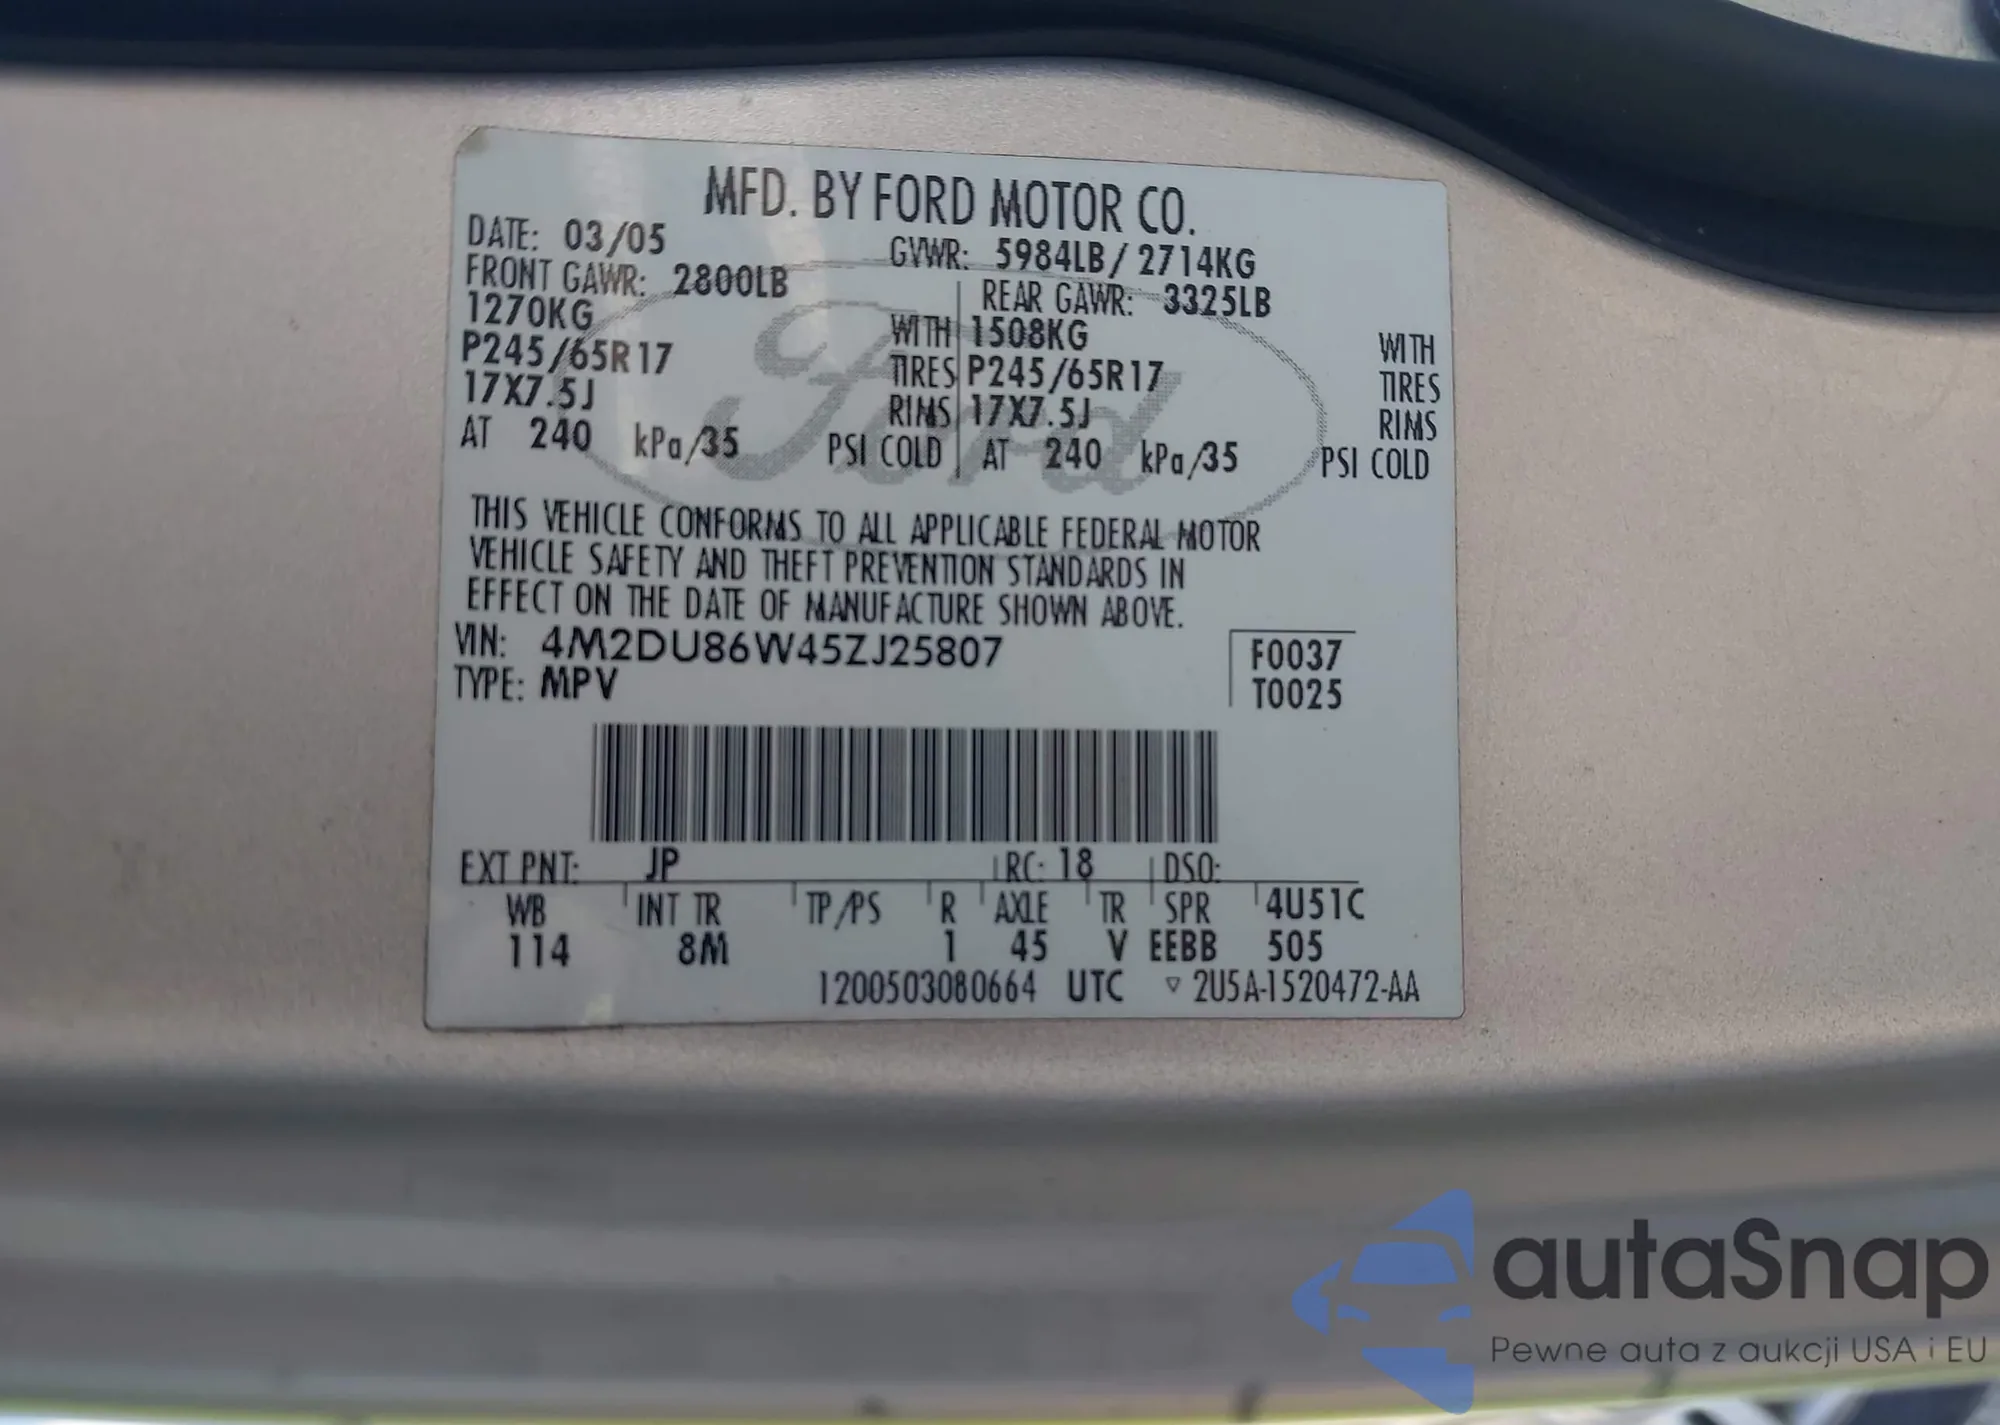 MFD. BY FORD MOTOR CO.
DATE: 03/05 GVWR: 5984LB / 2714KG
FRONT GAWR: 2800LB REAR GAWR: 3325LB
1270KG WITH 1508KG WITH
P245/65R17 TIRES P245/65R17 TIRES
17X7.5J RIMS 17X7.5J RIMS
AT 240 kPa/35 PSI COLD AT 240 kPa/35 PSI COLD
Ford
THIS VEHICLE CONFORMS TO ALL APPLICABLE FEDERAL MOTOR
VEHICLE SAFETY AND THEFT PREVENTION STANDARDS IN
EFFECT ON THE DATE OF MANUFACTURE SHOWN ABOVE.
VIN: 4M2DU86W45ZJ25807 F0037
TYPE: MPV T0025
EXT PNT: JP RC: 18 DSO:
WB INT TR TP/PS R AXLE TR SPR 4U51C
114 8M 1 45 V EEBB 505
1200503080664 UTC ▽ 2U5A-1520472-AA
autaSnap
Pewne auta z aukcji USA i EU